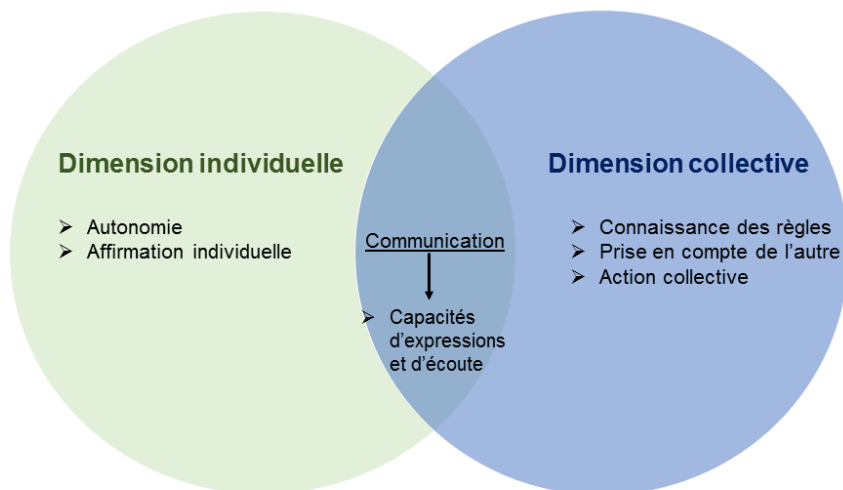 Dimension individuelle
➢ Autonomie
➢ Affirmation individuelle
Communication
➢ Capacités
d’expressions
et d’écoute
Dimension collective
➢ Connaissance des règles
➢ Prise en compte de l’autre
➢ Action collective